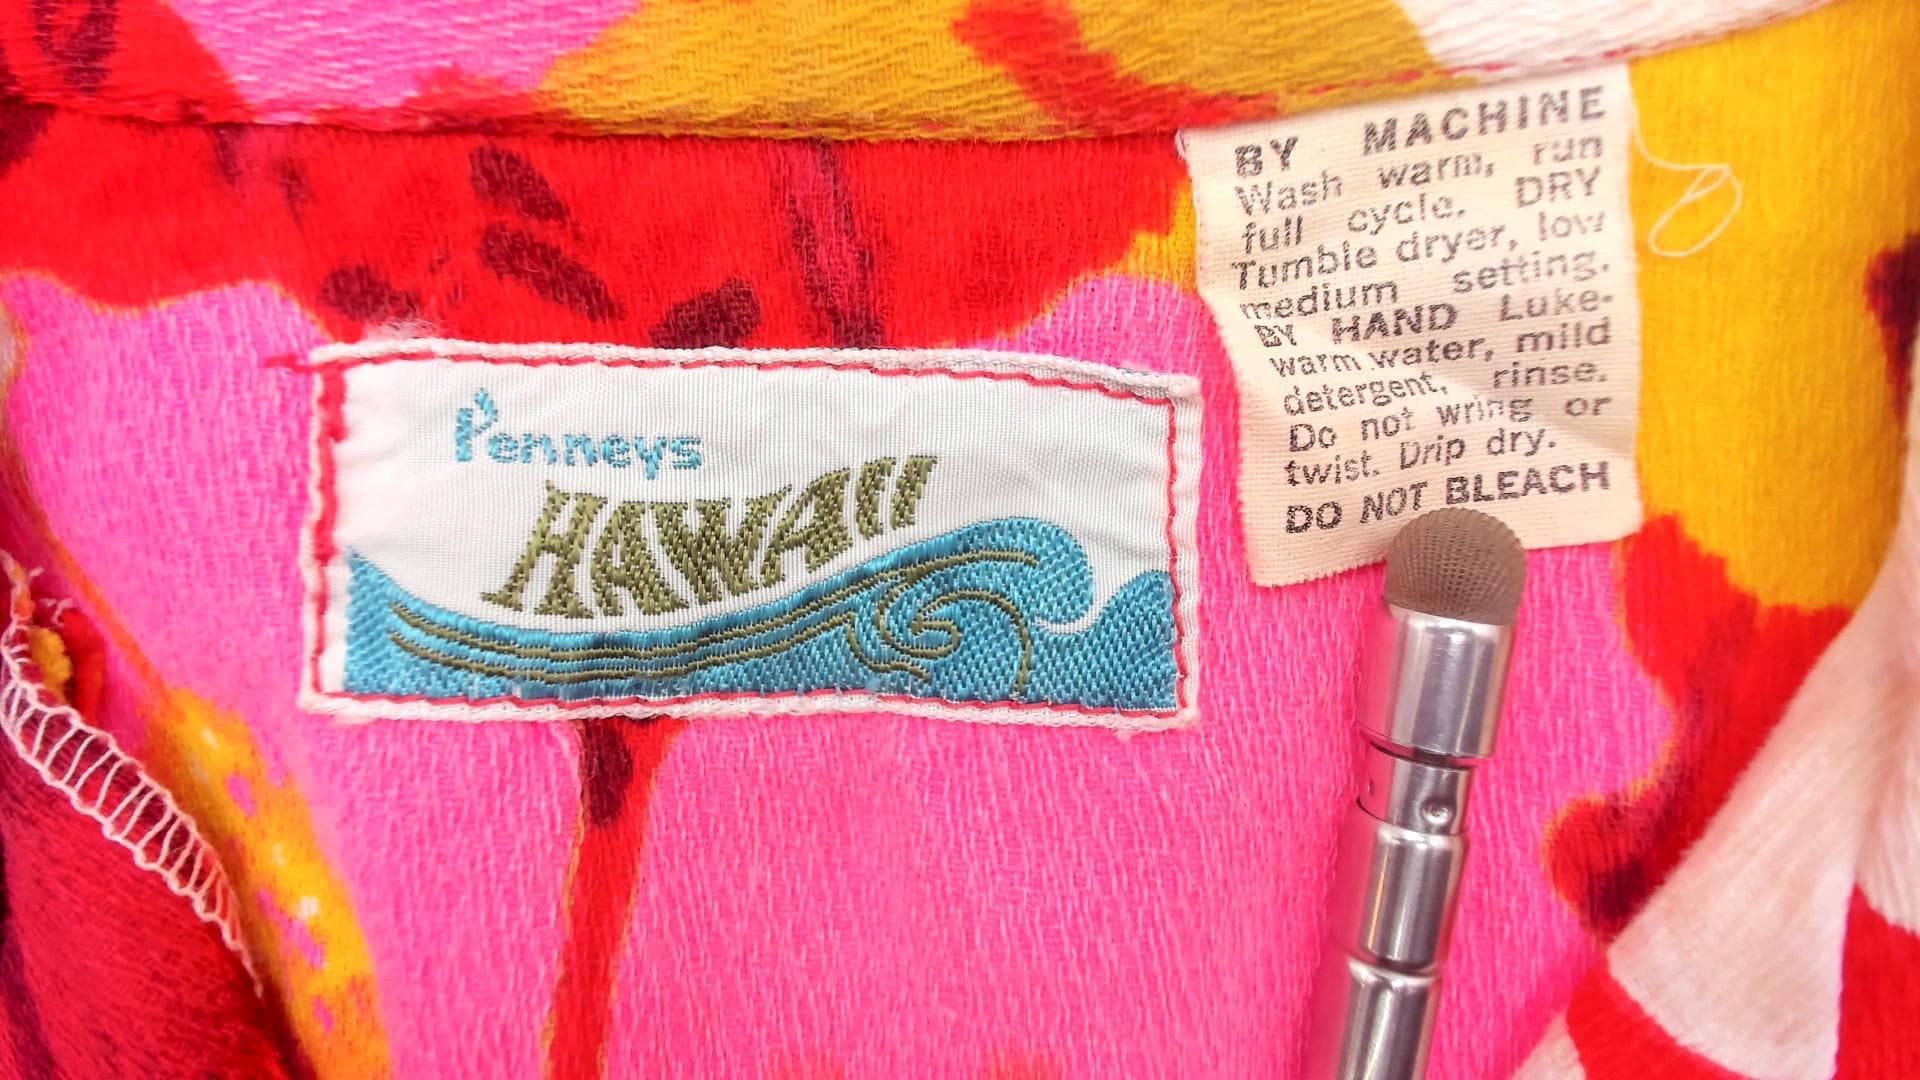 Penneys
HAWAII
BY MACHINE
Wash warm, run
full cycle. DRY
Tumble dryer, low
medium setting.
BY HAND Luke-
warm water, mild
detergent, rinse.
Do not wring or
twist. Drip dry.
DO NOT BLEACH